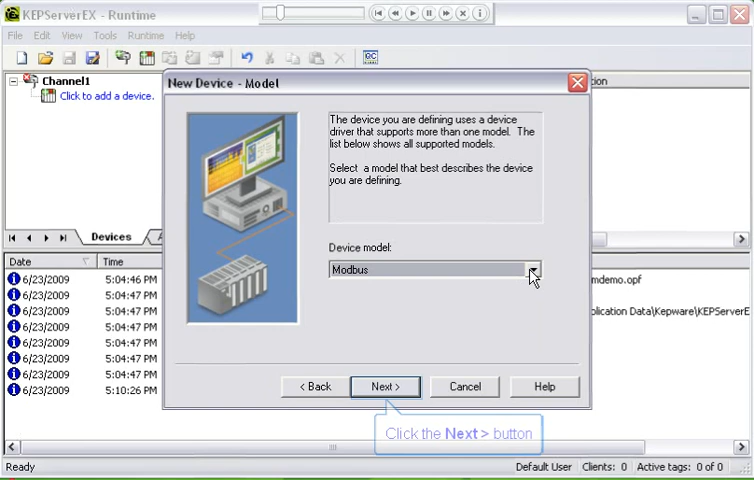 KEPServerEX - Runtime
File Edit View Tools Runtime Help
Channel1
Click to add a device.
New Device - Model
The device you are defining uses a device
driver that supports more than one model. The
list below shows all supported models.
Select a model that best describes the device
you are defining.
Device model:
Modbus
Devices
Date Time
6/23/2009 5:04:46 PM mdemo.opf
6/23/2009 5:04:47 PM
6/23/2009 5:04:47 PM plication Data\Kepware\KEPServerE
6/23/2009 5:04:47 PM
6/23/2009 5:04:47 PM
6/23/2009 5:04:47 PM
6/23/2009 5:04:47 PM
6/23/2009 5:10:26 PM
< Back Next > Cancel Help
Click the Next > button
Ready Default User Clients: 0 Active tags: 0 of 0